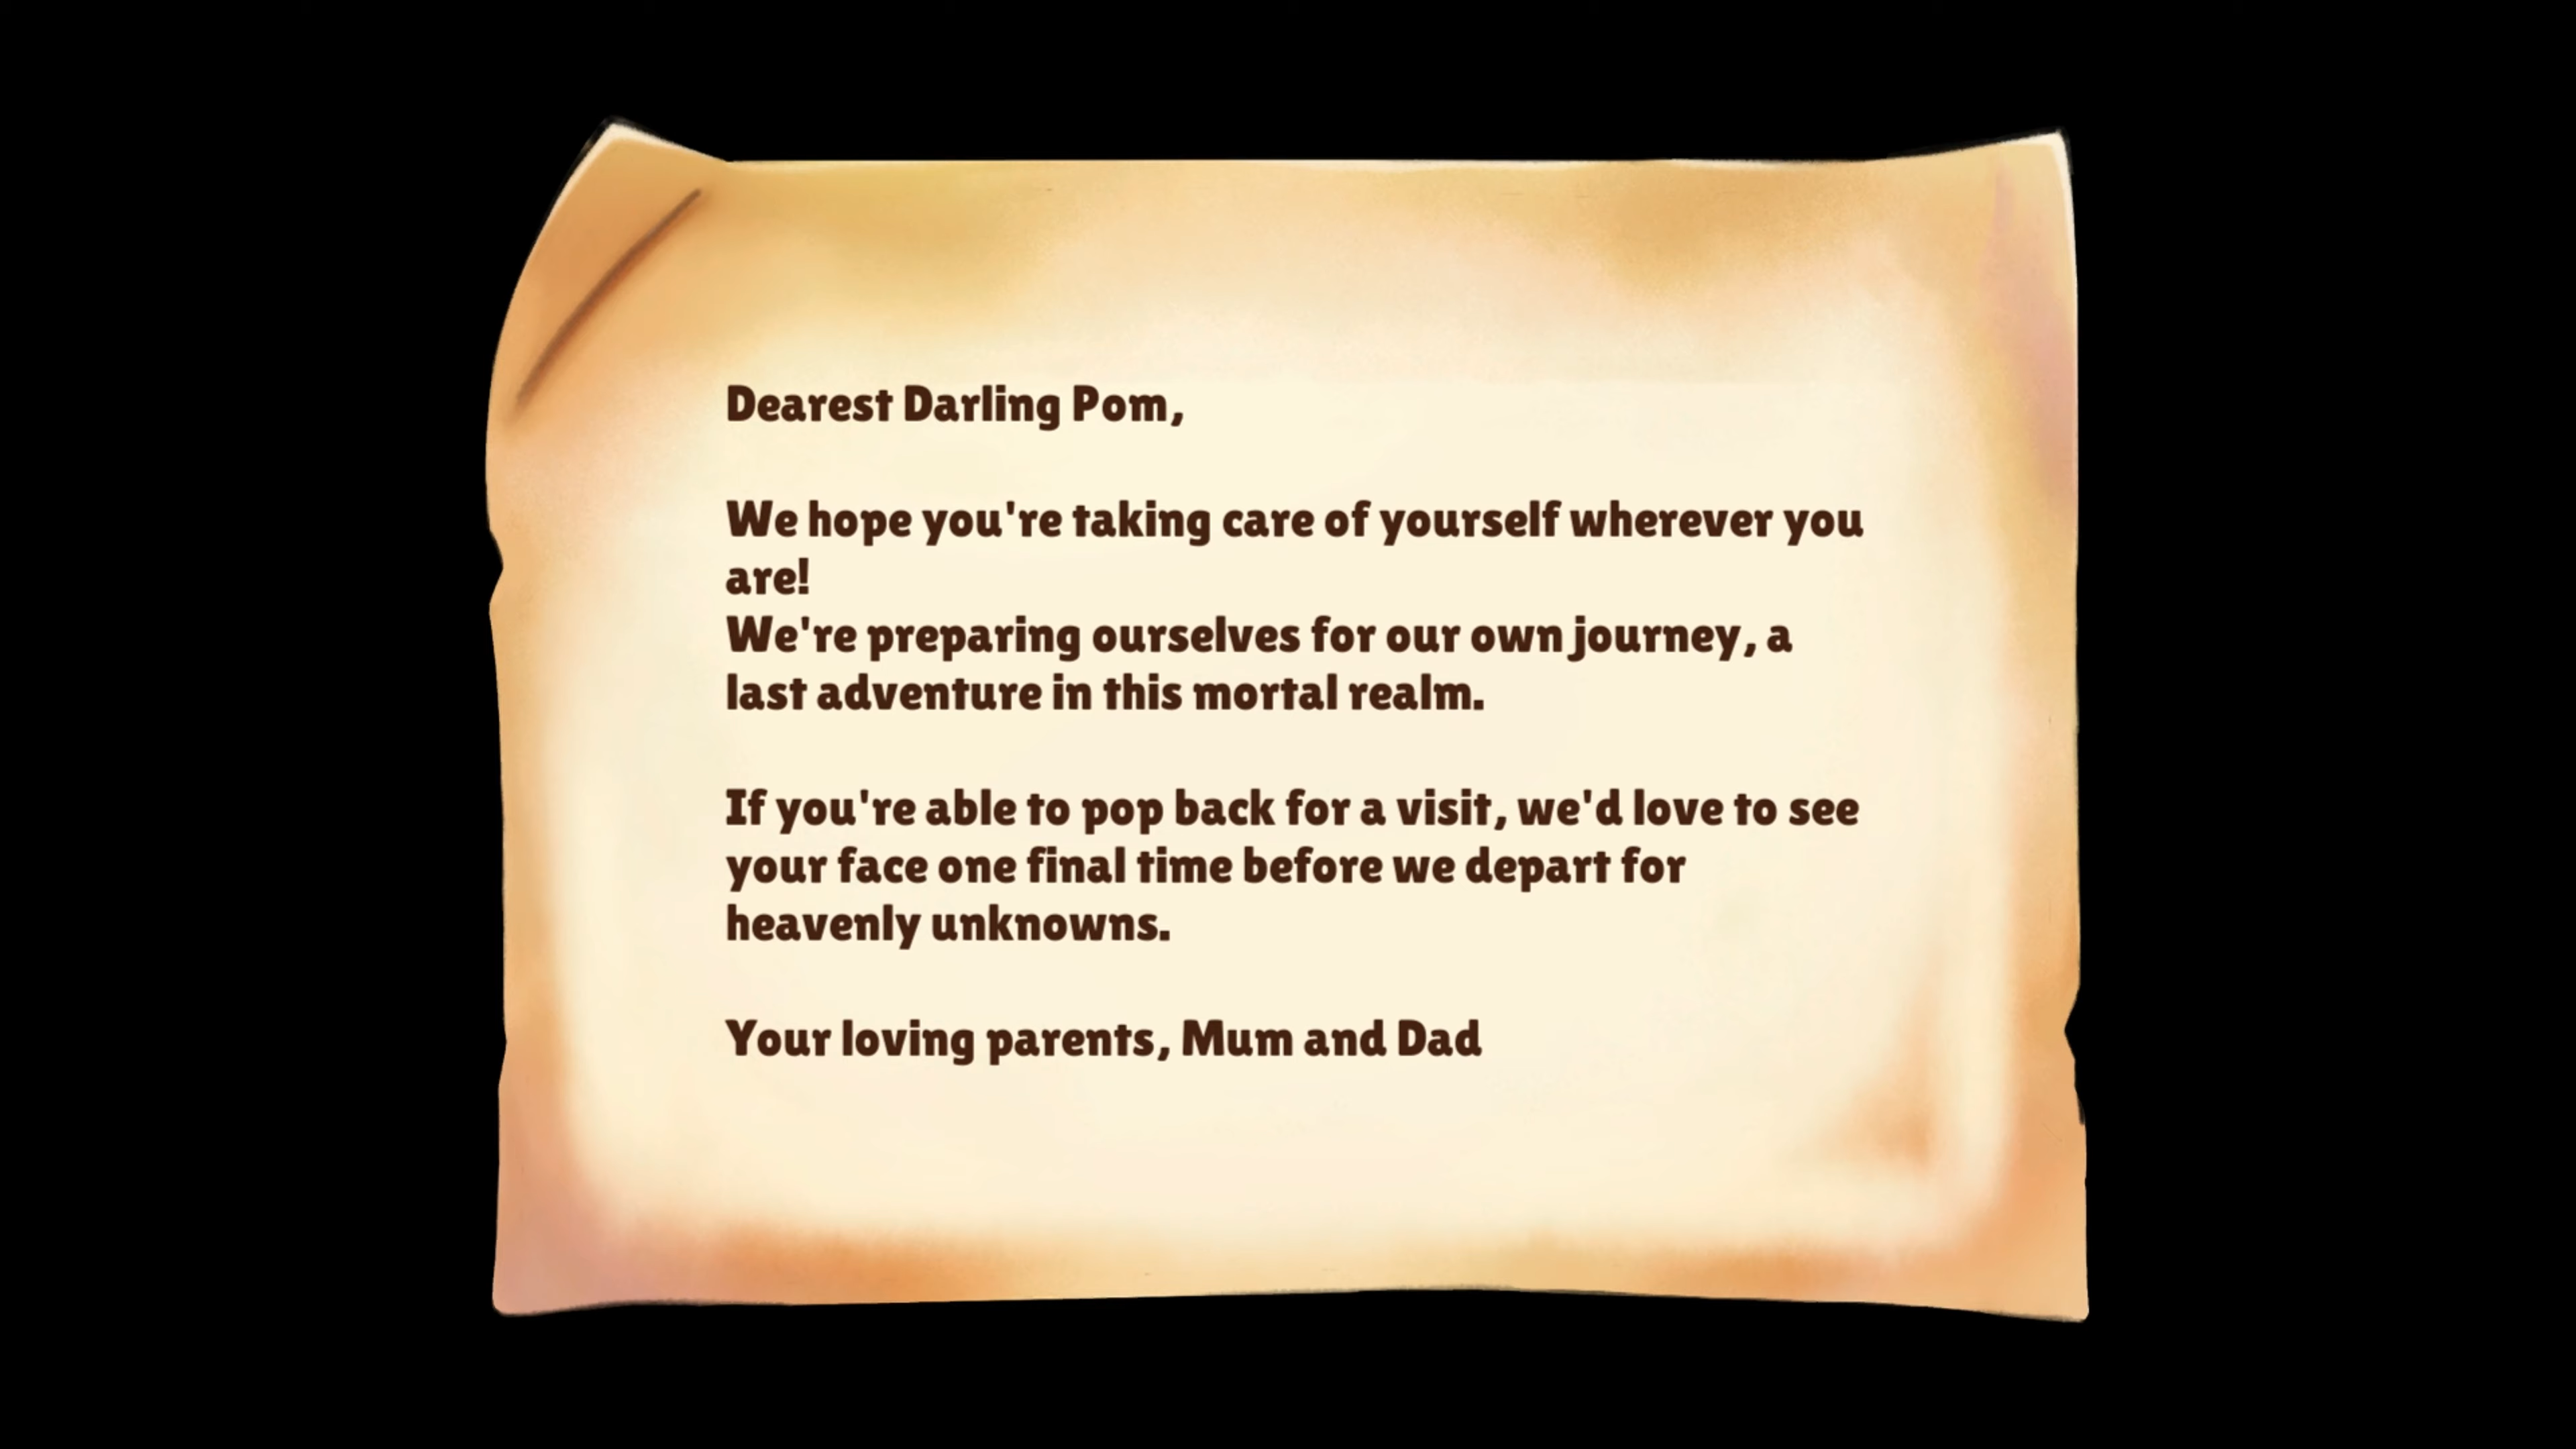 Dearest Darling Pom,
We hope you're taking care of yourself wherever you
are!
We're preparing ourselves for our own journey, a
last adventure in this mortal realm.
If you're able to pop back for a visit, we'd love to see
your face one final time before we depart for
heavenly unknowns.
Your loving parents, Mum and Dad